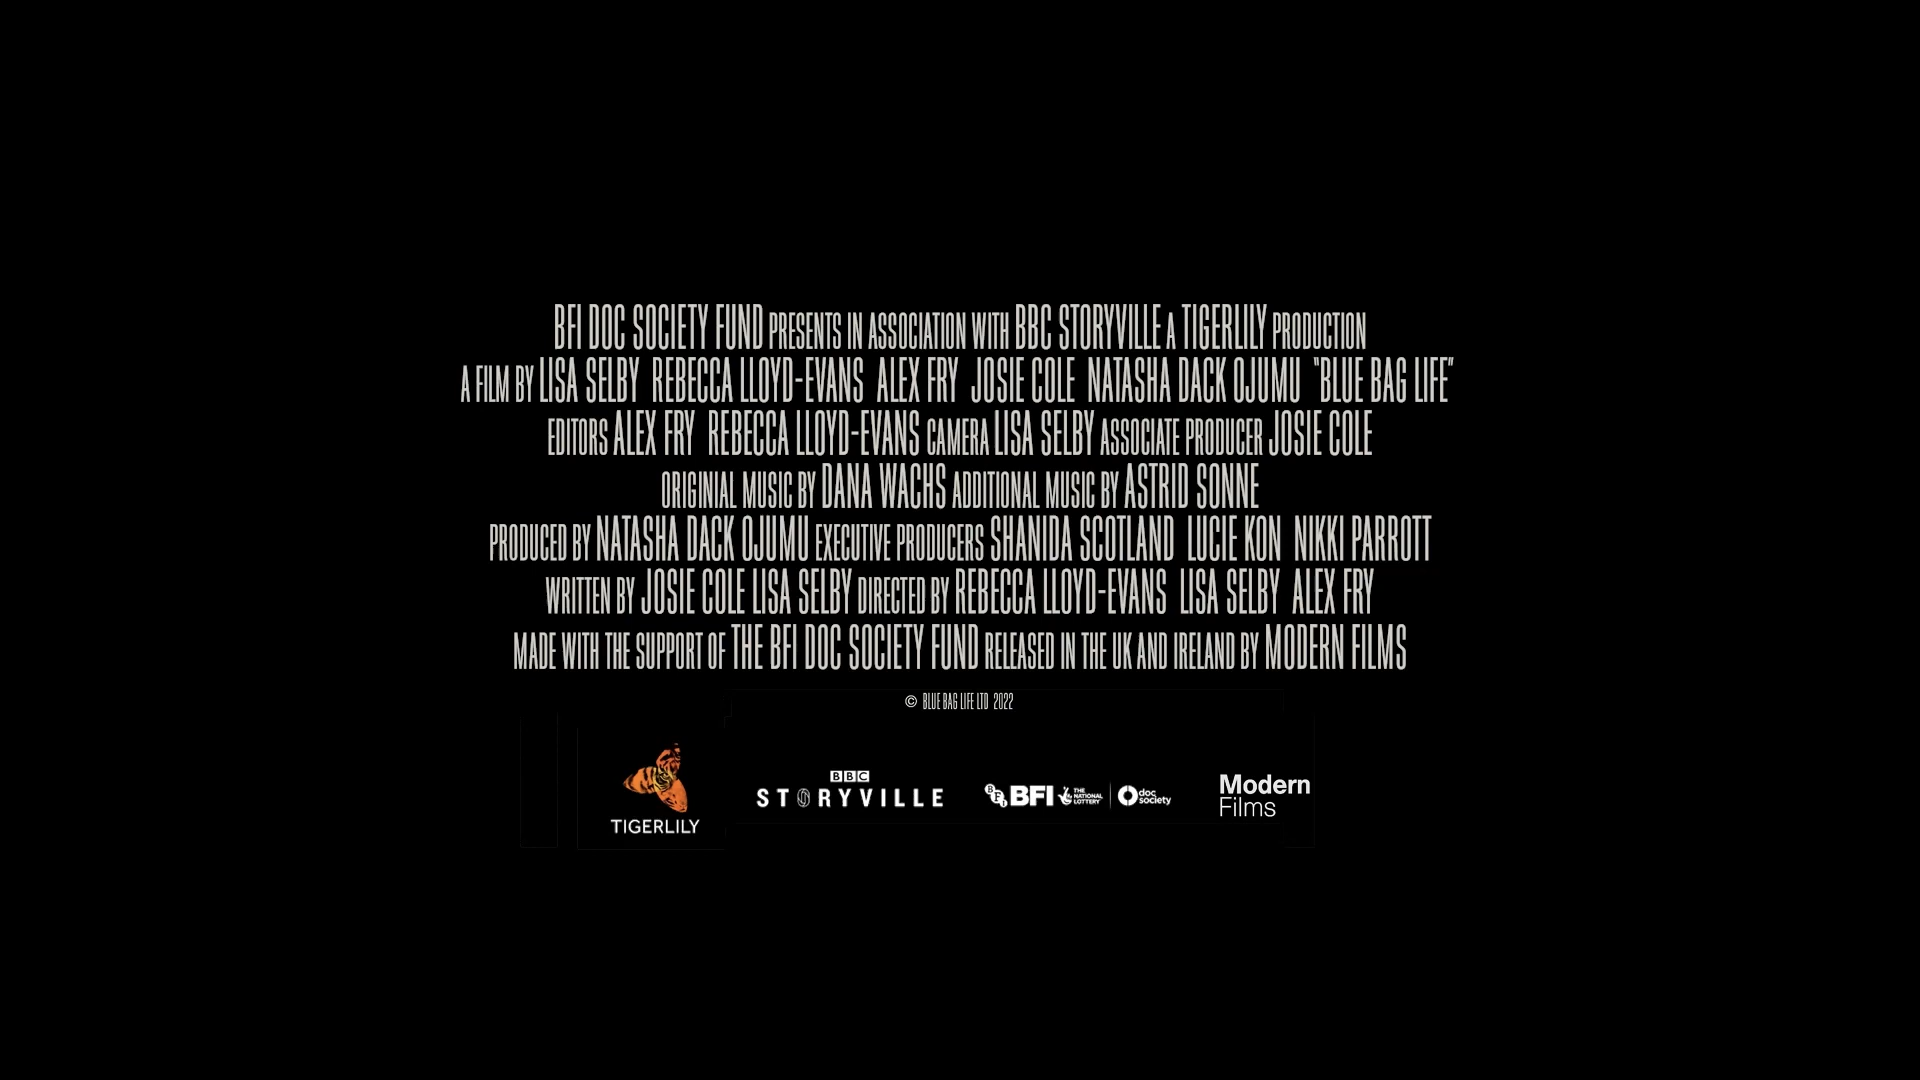 BFI DOC SOCIETY FUND PRESENTS IN ASSOCIATION WITH BBC STORYVILLE A TIGERLILY PRODUCTION
A FILM BY LISA SELBY REBECCA LLOYD-EVANS ALEX FRY JOSIE COLE NATASHA DACK OJUMU "BLUE BAG LIFE"
EDITORS ALEX FRY REBECCA LLOYD-EVANS CAMERA LISA SELBY ASSOCIATE PRODUCER JOSIE COLE
ORIGINIAL MUSIC BY DANA WACHS ADDITIONAL MUSIC BY ASTRID SONNE
PRODUCED BY NATASHA DACK OJUMU EXECUTIVE PRODUCERS SHANIDA SCOTLAND LUCIE KON NIKKI PARROTT
WRITTEN BY JOSIE COLE LISA SELBY DIRECTED BY REBECCA LLOYD-EVANS LISA SELBY ALEX FRY
MADE WITH THE SUPPORT OF THE BFI DOC SOCIETY FUND RELEASED IN THE UK AND IRELAND BY MODERN FILMS
© BLUE BAG LIFE LTD 2022
TIGERLILY
BBC
STORYVILLE
BFI BFI THE NATIONAL LOTTERY
doc society
Modern
Films